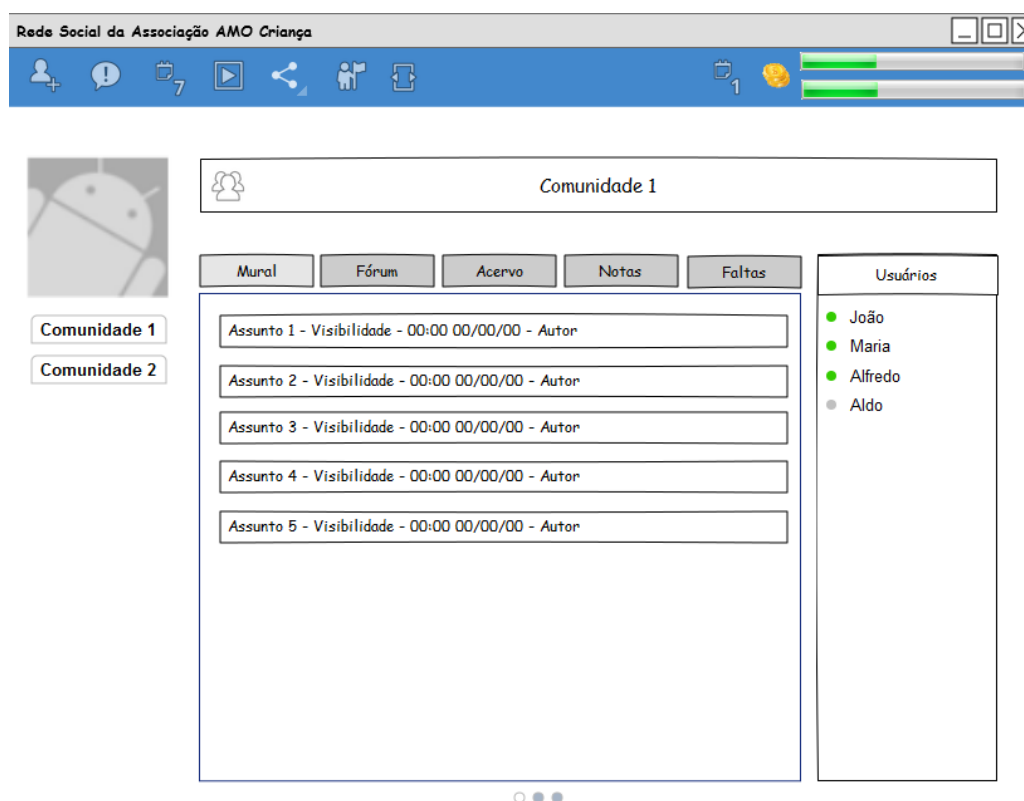 Rede Social da Associação AMO Criança
7
1
Comunidade 1
Comunidade 1
Comunidade 2
Mural
Fórum
Acervo
Notas
Faltas
Assunto 1 - Visibilidade - 00:00 00/00/00 - Autor
Assunto 2 - Visibilidade - 00:00 00/00/00 - Autor
Assunto 3 - Visibilidade - 00:00 00/00/00 - Autor
Assunto 4 - Visibilidade - 00:00 00/00/00 - Autor
Assunto 5 - Visibilidade - 00:00 00/00/00 - Autor
Usuários
João
Maria
Alfredo
Aldo